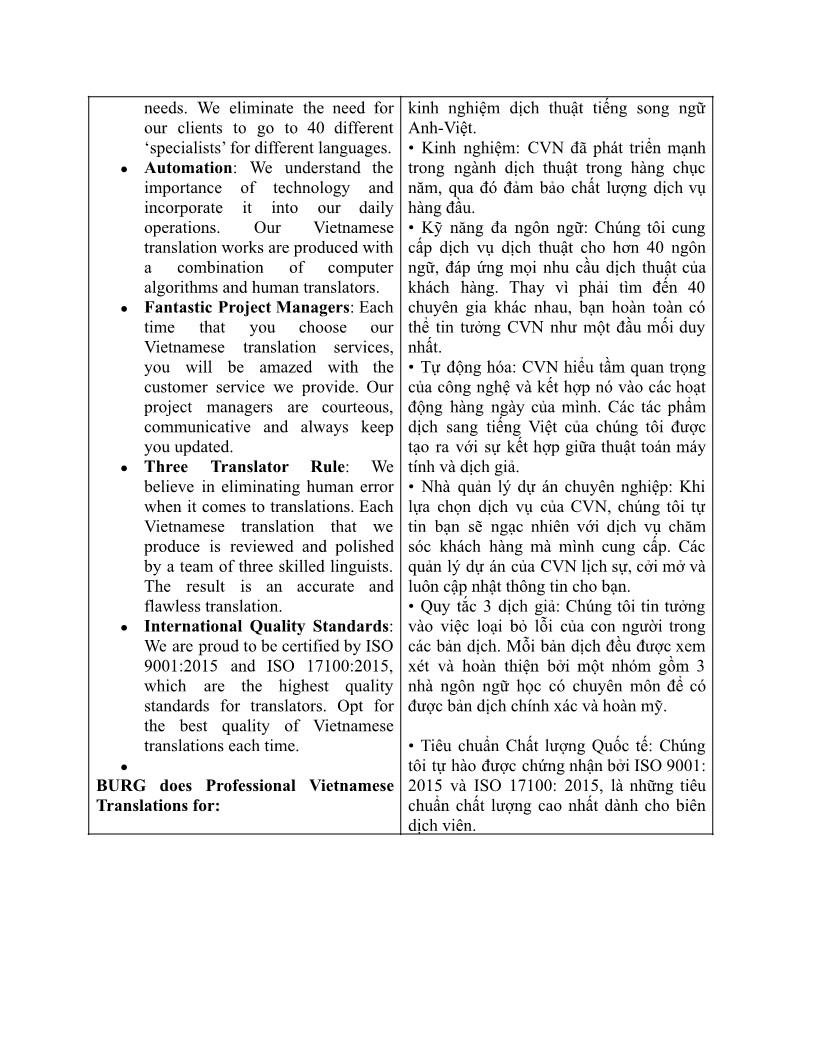 needs. We eliminate the need for
our clients to go to 40 different
‘specialists’ for different languages.
● Automation: We understand the
importance of technology and
incorporate it into our daily
operations. Our Vietnamese
translation works are produced with
a combination of computer
algorithms and human translators.
● Fantastic Project Managers: Each
time that you choose our
Vietnamese translation services,
you will be amazed with the
customer service we provide. Our
project managers are courteous,
communicative and always keep
you updated.
● Three Translator Rule: We
believe in eliminating human error
when it comes to translations. Each
Vietnamese translation that we
produce is reviewed and polished
by a team of three skilled linguists.
The result is an accurate and
flawless translation.
● International Quality Standards:
We are proud to be certified by ISO
9001:2015 and ISO 17100:2015,
which are the highest quality
standards for translators. Opt for
the best quality of Vietnamese
translations each time.
●
BURG does Professional Vietnamese
Translations for:
kinh nghiệm dịch thuật tiếng song ngữ
Anh-Việt.
• Kinh nghiệm: CVN đã phát triển mạnh
trong ngành dịch thuật trong hàng chục
năm, qua đó đảm bảo chất lượng dịch vụ
hàng đầu.
• Kỹ năng đa ngôn ngữ: Chúng tôi cung
cấp dịch vụ dịch thuật cho hơn 40 ngôn
ngữ, đáp ứng mọi nhu cầu dịch thuật của
khách hàng. Thay vì phải tìm đến 40
chuyên gia khác nhau, bạn hoàn toàn có
thể tin tưởng CVN như một đầu mối duy
nhất.
• Tự động hóa: CVN hiểu tầm quan trọng
của công nghệ và kết hợp nó vào các hoạt
động hàng ngày của mình. Các tác phẩm
dịch sang tiếng Việt của chúng tôi được
tạo ra với sự kết hợp giữa thuật toán máy
tính và dịch giả.
• Nhà quản lý dự án chuyên nghiệp: Khi
lựa chọn dịch vụ của CVN, chúng tôi tự
tin bạn sẽ ngạc nhiên với dịch vụ chăm
sóc khách hàng mà mình cung cấp. Các
quản lý dự án của CVN lịch sự, cởi mở và
luôn cập nhật thông tin cho bạn.
• Quy tắc 3 dịch giả: Chúng tôi tin tưởng
vào việc loại bỏ lỗi của con người trong
các bản dịch. Mỗi bản dịch đều được xem
xét và hoàn thiện bởi một nhóm gồm 3
nhà ngôn ngữ học có chuyên môn để có
được bản dịch chính xác và hoàn mỹ.
• Tiêu chuẩn Chất lượng Quốc tế: Chúng
tôi tự hào được chứng nhận bởi ISO 9001:
2015 và ISO 17100: 2015, là những tiêu
chuẩn chất lượng cao nhất dành cho biên
dịch viên.